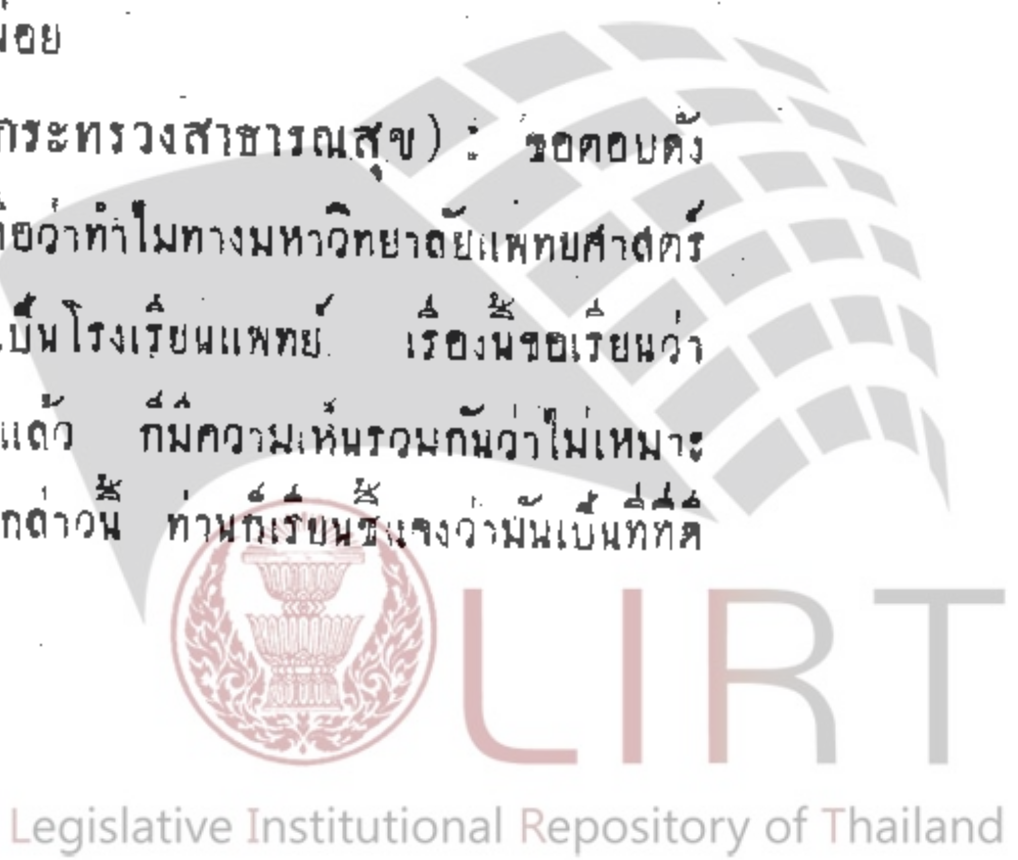 น้อย
กระทรวงสาธารณสุข) : ขอตอบดัง
คือว่าทำไมทางมหาวิทยาลัยแพทยศาสตร์
เป็นโรงเรียนแพทย์ เรื่องนี้ขอเรียนว่า
แล้ว ก็มีความเห็นรวมกันว่าไม่เหมาะ
กล่าวนี้ ท่านก็เรียนชี้แจงว่ามันเป็นที่ที่ดี
LIRT
Legislative Institutional Repository of Thailand